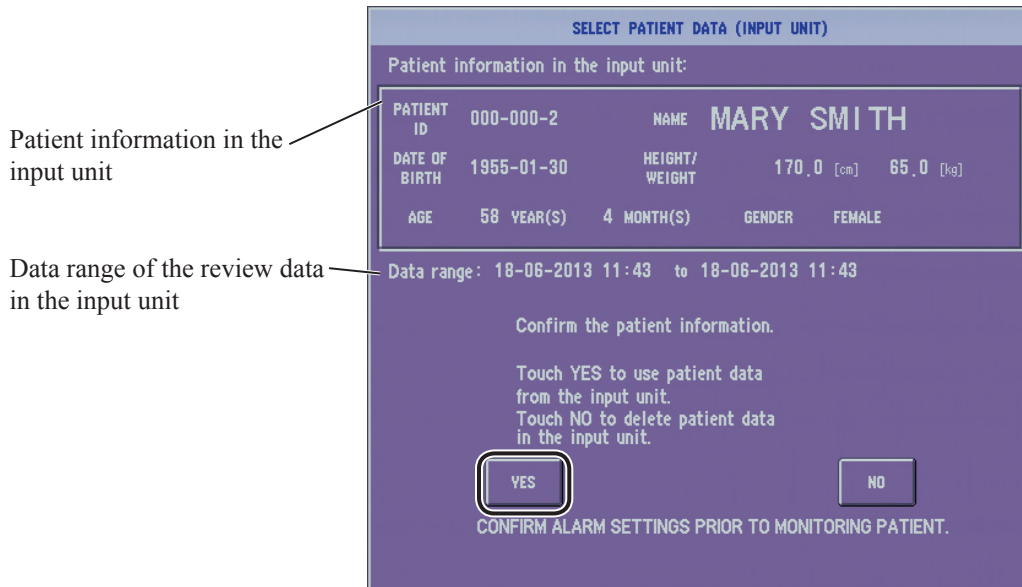 SELECT PATIENT DATA (INPUT UNIT)
Patient information in the input unit:
PATIENT ID 000-000-2 NAME MARY SMITH
DATE OF BIRTH 1955-01-30 HEIGHT/ WEIGHT 170.0 [cm] 65.0 [kg]
AGE 58 YEAR(S) 4 MONTH(S) GENDER FEMALE
Patient information in the
input unit
Data range: 18-06-2013 11:43 to 18-06-2013 11:43
Data range of the review data
in the input unit
Confirm the patient information.
Touch YES to use patient data
from the input unit.
Touch NO to delete patient data
in the input unit.
YES NO
CONFIRM ALARM SETTINGS PRIOR TO MONITORING PATIENT.